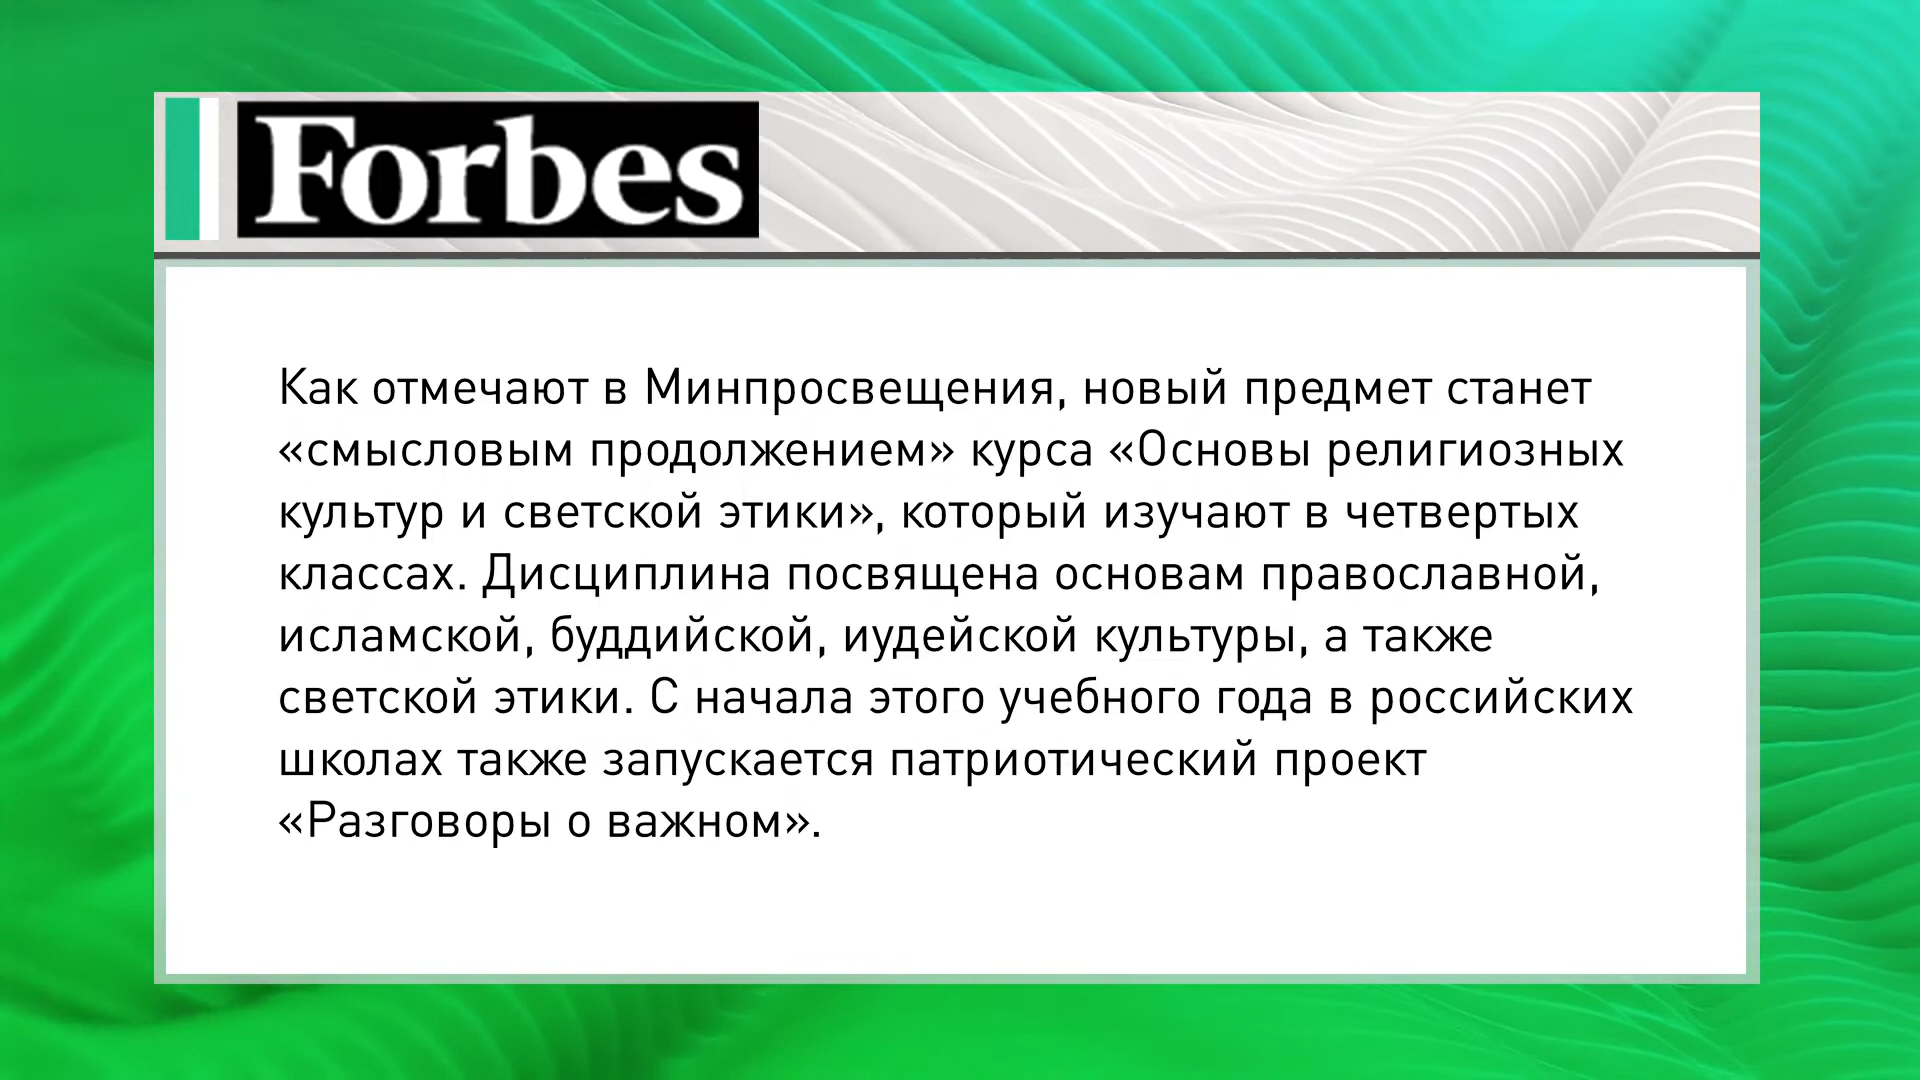 Forbes
Как отмечают в Минпросвещения, новый предмет станет
«смысловым продолжением» курса «Основы религиозных
культур и светской этики», который изучают в четвертых
классах. Дисциплина посвящена основам православной,
исламской, буддийской, иудейской культуры, а также
светской этики. С начала этого учебного года в российских
школах также запускается патриотический проект
«Разговоры о важном».